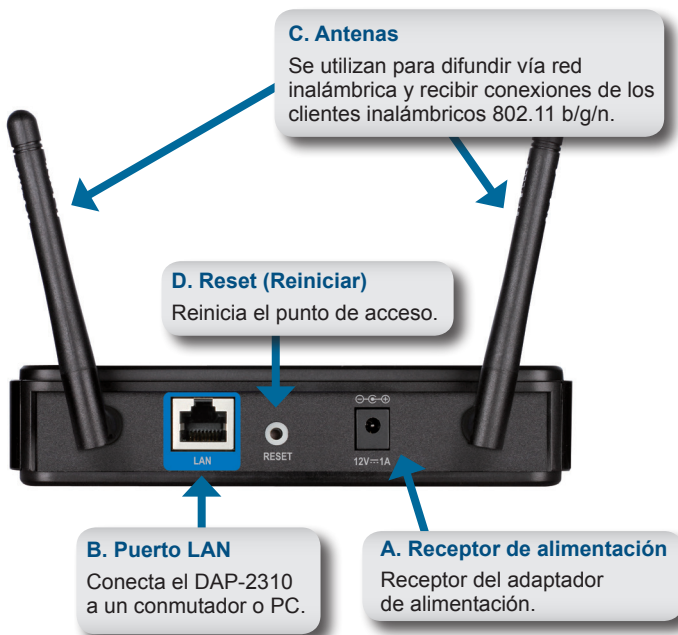 C. Antenas
Se utilizan para difundir vía red
inalámbrica y recibir conexiones de los
clientes inalámbricos 802.11 b/g/n.
D. Reset (Reiniciar)
Reinicia el punto de acceso.
LAN
RESET
12V⎓1A
B. Puerto LAN
Conecta el DAP-2310
a un conmutador o PC.
A. Receptor de alimentación
Receptor del adaptador
de alimentación.